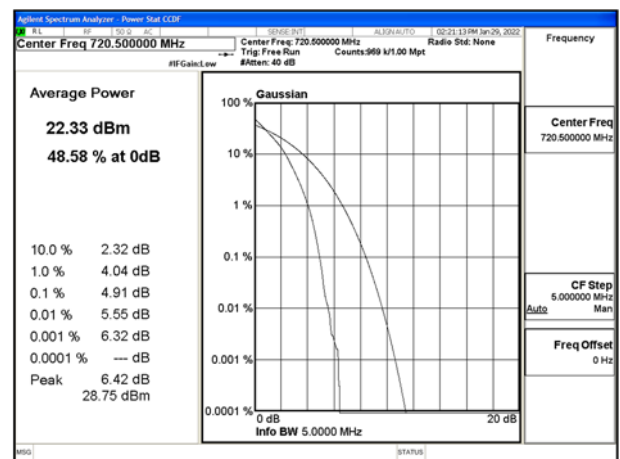 Agilent Spectrum Analyzer - Power Stat CCDF
RL RF 50 Ω AC SENSE:INT ALIGN AUTO 02:21:13 PM Jan 29, 2022
Center Freq 720.500000 MHz
Center Freq: 720.500000 MHz Radio Std: None
Trig: Free Run Counts:969 k/1.00 Mpt
#IFGain:Low #Atten: 40 dB
Frequency
Average Power
22.33 dBm
48.58 % at 0dB
10.0 % 2.32 dB
1.0 % 4.04 dB
0.1 % 4.91 dB
0.01 % 5.55 dB
0.001 % 6.32 dB
0.0001 % --- dB
Peak 6.42 dB
28.75 dBm
Gaussian
100 %
10 %
1 %
0.1 %
0.01 %
0.001 %
0.0001 %
0 dB 20 dB
Info BW 5.0000 MHz
Center Freq
720.500000 MHz
CF Step
5.000000 MHz
Auto Man
Freq Offset
0 Hz
MSG STATUS